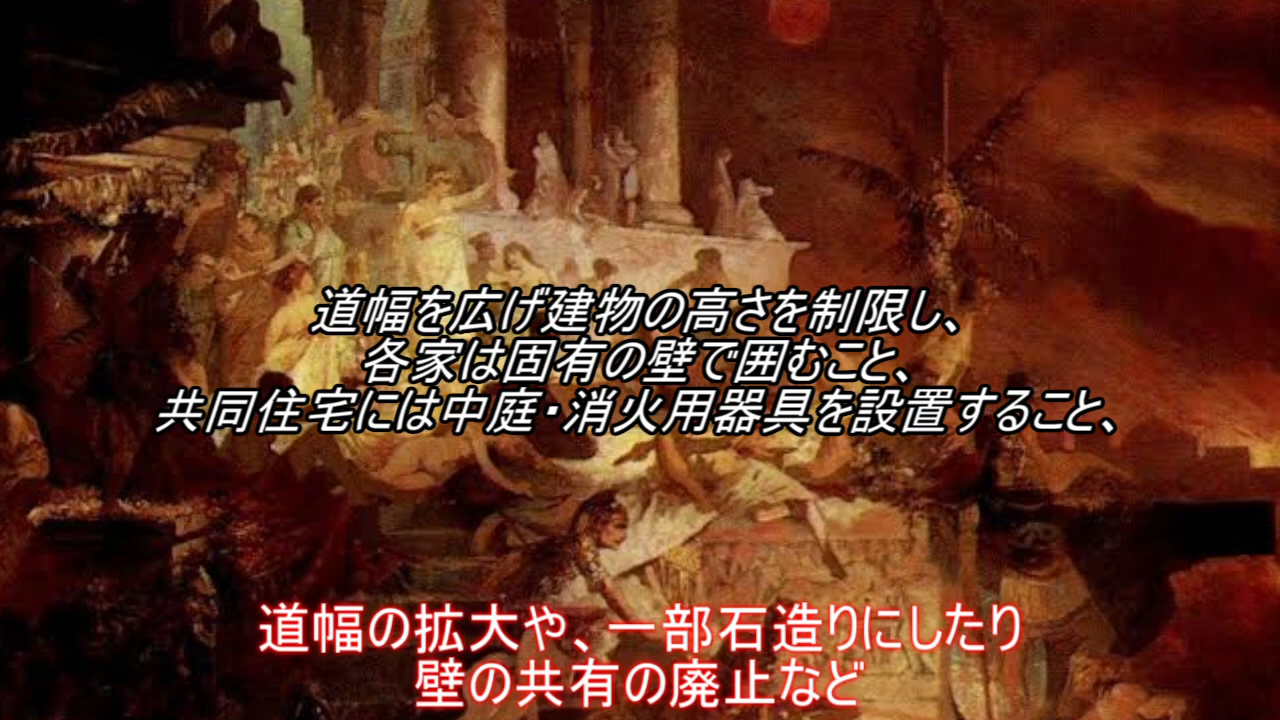 道幅を広げ建物の高さを制限し、
各家は固有の壁で囲むこと、
共同住宅には中庭・消火用器具を設置すること、
道幅の拡大や、一部石造りにしたり
壁の共有の廃止など